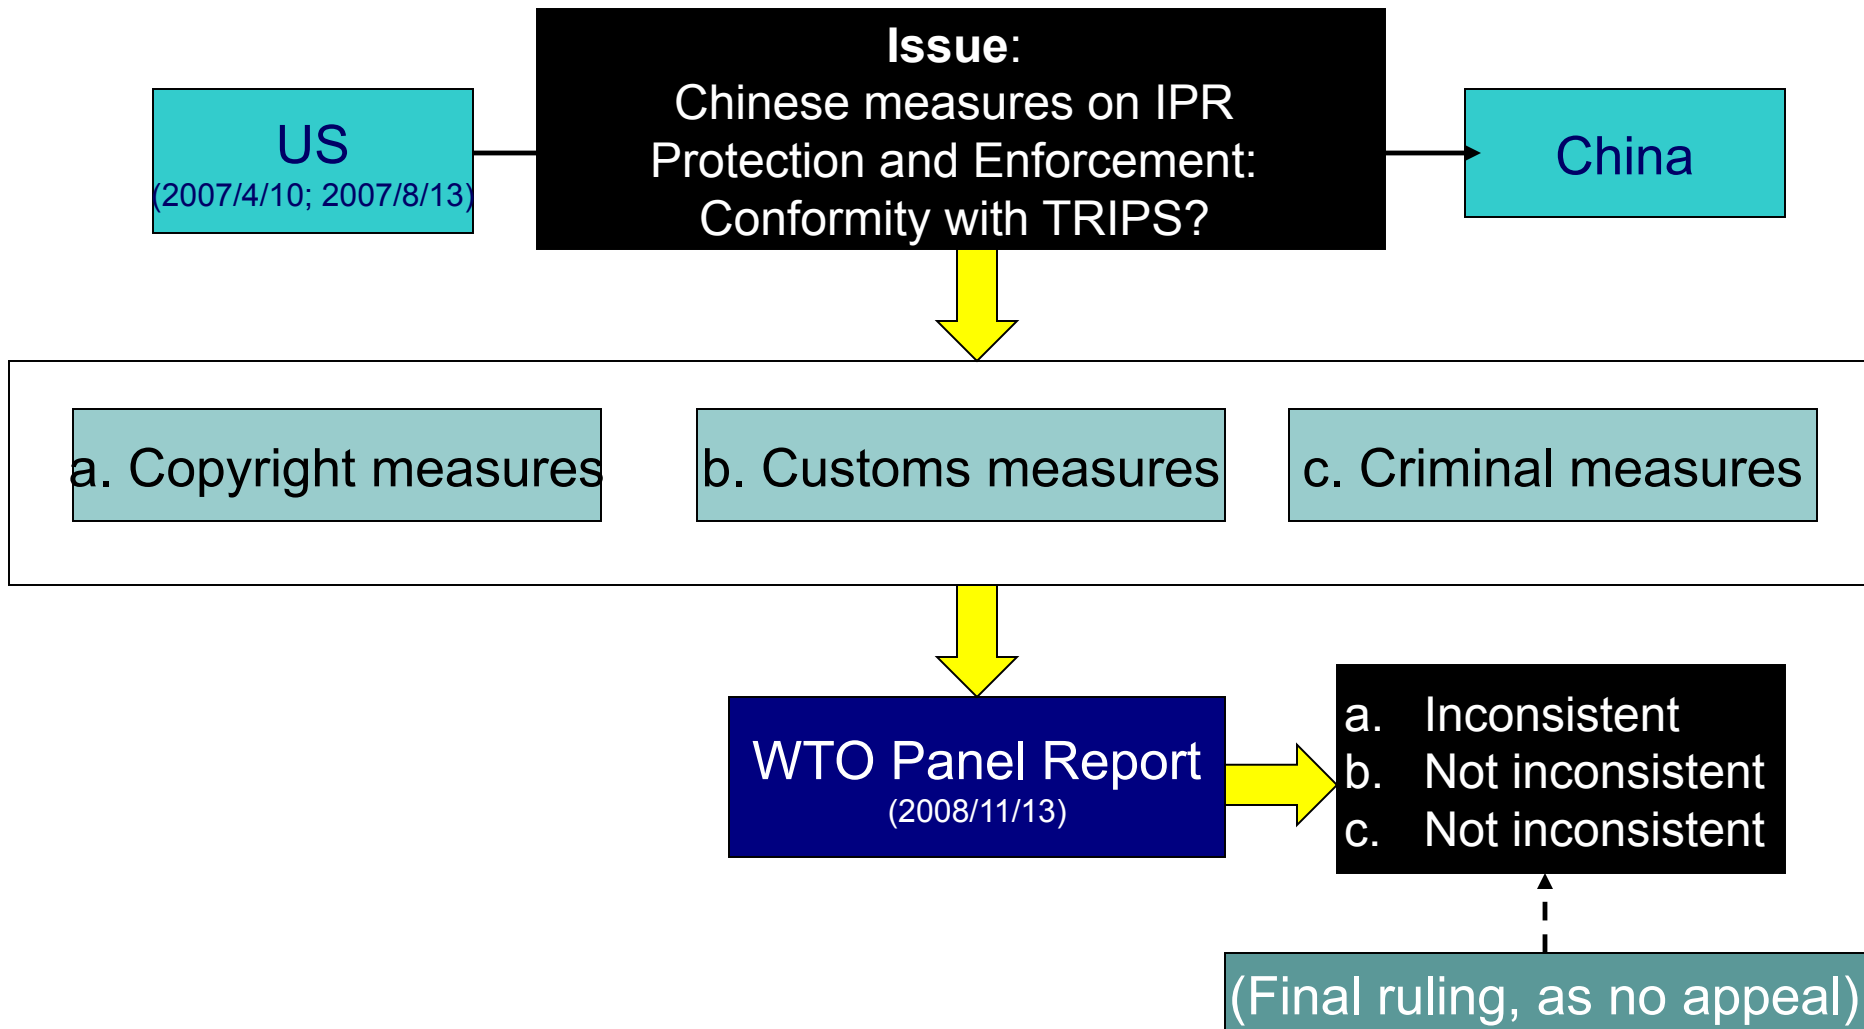 Issue:
Chinese measures on IPR
Protection and Enforcement:
Conformity with TRIPS?
US
(2007/4/10; 2007/8/13)
China
a. Copyright measures
b. Customs measures
c. Criminal measures
WTO Panel Report
(2008/11/13)
a. Inconsistent
b. Not inconsistent
c. Not inconsistent
(Final ruling, as no appeal)